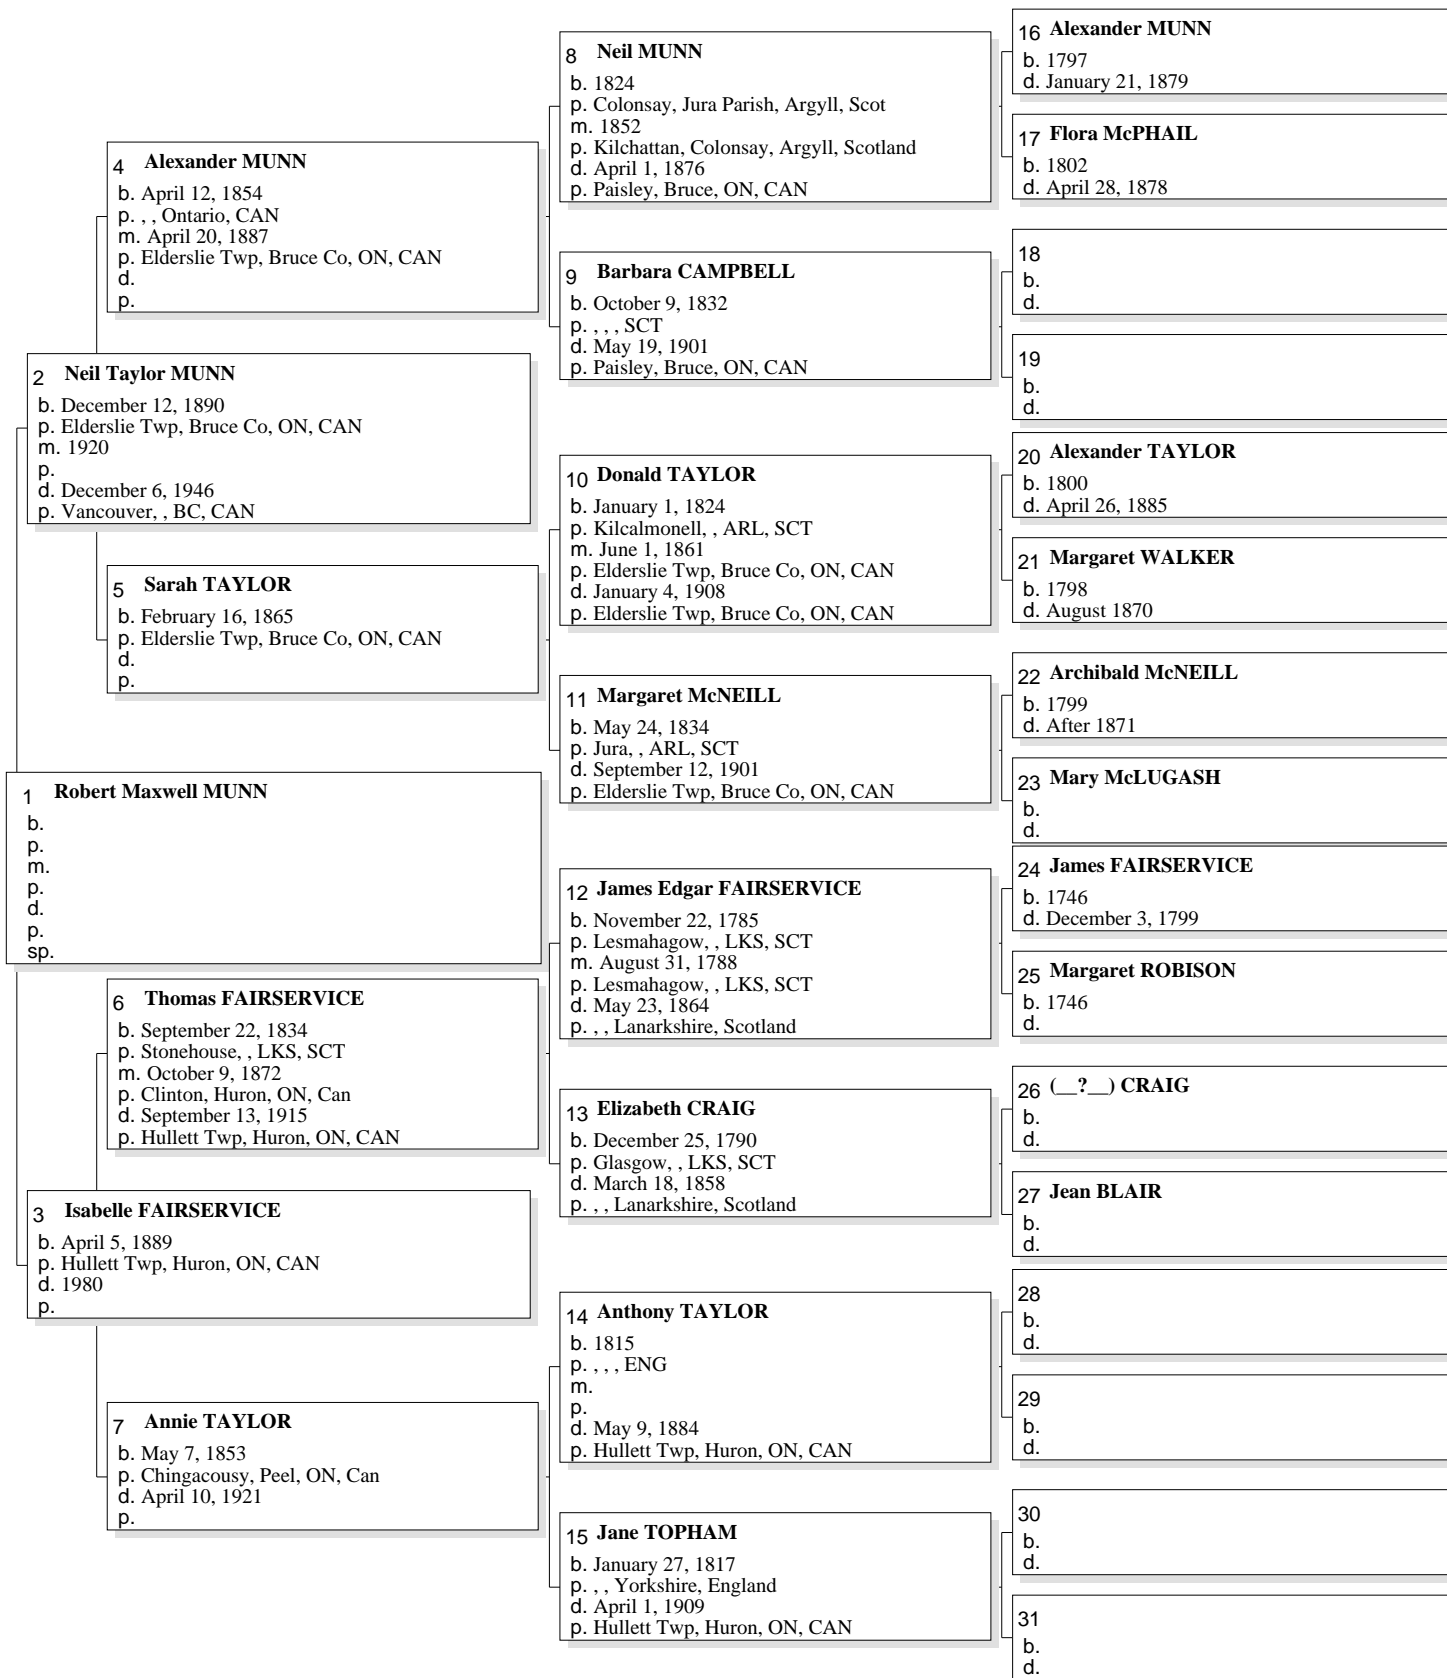 1 Robert Maxwell MUNN
b.
p.
m.
p.
d.
p.
sp.
2 Neil Taylor MUNN
b. December 12, 1890
p. Elderslie Twp, Bruce Co, ON, CAN
m. 1920
p.
d. December 6, 1946
p. Vancouver, , BC, CAN
3 Isabelle FAIRSERVICE
b. April 5, 1889
p. Hullett Twp, Huron, ON, CAN
d. 1980
p.
4 Alexander MUNN
b. April 12, 1854
p. , , Ontario, CAN
m. April 20, 1887
p. Elderslie Twp, Bruce Co, ON, CAN
d.
p.
5 Sarah TAYLOR
b. February 16, 1865
p. Elderslie Twp, Bruce Co, ON, CAN
d.
p.
6 Thomas FAIRSERVICE
b. September 22, 1834
p. Stonehouse, , LKS, SCT
m. October 9, 1872
p. Clinton, Huron, ON, Can
d. September 13, 1915
p. Hullett Twp, Huron, ON, CAN
7 Annie TAYLOR
b. May 7, 1853
p. Chingacousy, Peel, ON, Can
d. April 10, 1921
p.
8 Neil MUNN
b. 1824
p. Colonsay, Jura Parish, Argyll, Scot
m. 1852
p. Kilchattan, Colonsay, Argyll, Scotland
d. April 1, 1876
p. Paisley, Bruce, ON, CAN
9 Barbara CAMPBELL
b. October 9, 1832
p. , , , SCT
d. May 19, 1901
p. Paisley, Bruce, ON, CAN
10 Donald TAYLOR
b. January 1, 1824
p. Kilcalmonell, , ARL, SCT
m. June 1, 1861
p. Elderslie Twp, Bruce Co, ON, CAN
d. January 4, 1908
p. Elderslie Twp, Bruce Co, ON, CAN
11 Margaret McNEILL
b. May 24, 1834
p. Jura, , ARL, SCT
d. September 12, 1901
p. Elderslie Twp, Bruce Co, ON, CAN
12 James Edgar FAIRSERVICE
b. November 22, 1785
p. Lesmahagow, , LKS, SCT
m. August 31, 1788
p. Lesmahagow, , LKS, SCT
d. May 23, 1864
p. , , Lanarkshire, Scotland
13 Elizabeth CRAIG
b. December 25, 1790
p. Glasgow, , LKS, SCT
d. March 18, 1858
p. , , Lanarkshire, Scotland
14 Anthony TAYLOR
b. 1815
p. , , , ENG
m.
p.
d. May 9, 1884
p. Hullett Twp, Huron, ON, CAN
15 Jane TOPHAM
b. January 27, 1817
p. , , Yorkshire, England
d. April 1, 1909
p. Hullett Twp, Huron, ON, CAN
16 Alexander MUNN
b. 1797
d. January 21, 1879
17 Flora McPHAIL
b. 1802
d. April 28, 1878
18
b.
d.
19
b.
d.
20 Alexander TAYLOR
b. 1800
d. April 26, 1885
21 Margaret WALKER
b. 1798
d. August 1870
22 Archibald McNEILL
b. 1799
d. After 1871
23 Mary McLUGASH
b.
d.
24 James FAIRSERVICE
b. 1746
d. December 3, 1799
25 Margaret ROBISON
b. 1746
d.
26 (__?__) CRAIG
b.
d.
27 Jean BLAIR
b.
d.
28
b.
d.
29
b.
d.
30
b.
d.
31
b.
d.